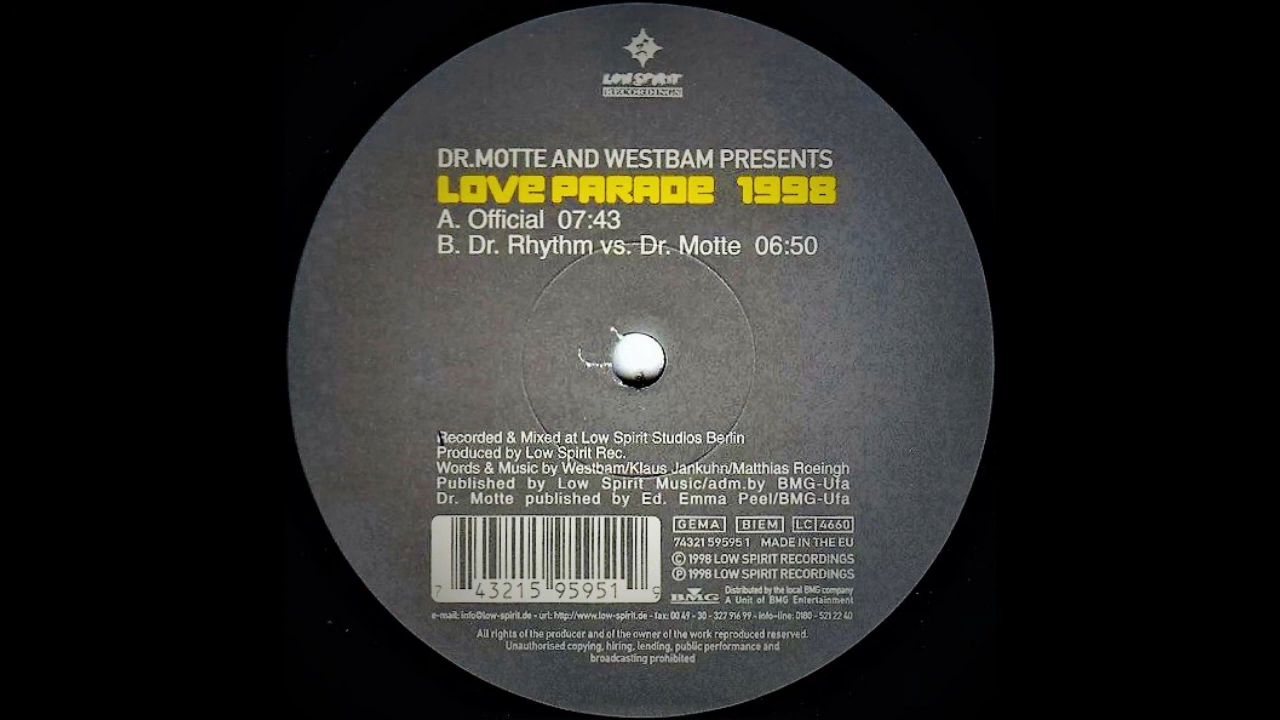 LOW SPIRIT
RECORDINGS
DR.MOTTE AND WESTBAM PRESENTS
LOVE PARADE 1998
A. Official 07:43
B. Dr. Rhythm vs. Dr. Motte 06:50
Recorded & Mixed at Low Spirit Studios Berlin
Produced by Low Spirit Rec.
Words & Music by Westbam/Klaus Jankuhn/Matthias Roeingh
Published by Low Spirit Music/adm.by BMG-Ufa
Dr. Motte published by Ed. Emma Peel/BMG-Ufa
GEMA BIEM LC 4660
74321 59595 1 MADE IN THE EU
Ⓒ 1998 LOW SPIRIT RECORDINGS
Ⓟ 1998 LOW SPIRIT RECORDINGS
BMG Distributed by the local BMG company
A Unit of BMG Entertainment
7 43215 95951 9
e-mail: info@low-spirit.de - url: http://www.low-spirit.de - fax: 00 49 - 30 - 327 916 99 - info-line: 0180 - 521 22 40
All rights of the producer and of the owner of the work reproduced reserved.
Unauthorised copying, hiring, lending, public performance and
broadcasting prohibited